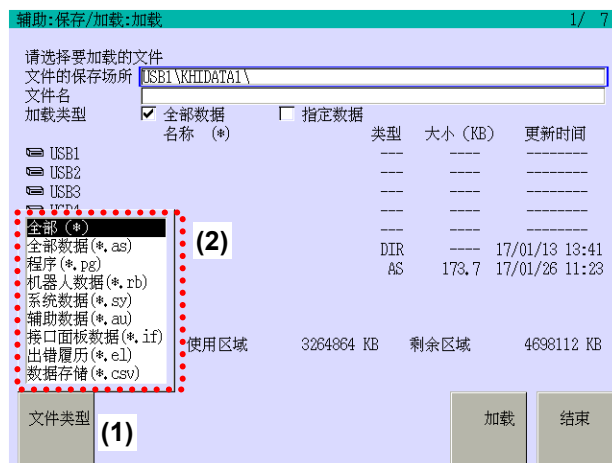 辅助:保存/加载:加载 1/ 7
请选择要加载的文件
文件的保存场所 USB1\KHIDATA1\
文件名
加载类型 全部数据 指定数据
名称 (*) 类型 大小(KB) 更新时间
USB1 --- ---- --------
USB2 --- ---- --------
USB3 --- ---- --------
--- ---- --------
全部 (*) --- ---- --------
(2)
全部数据(*.as) DIR ---- 17/01/13 13:41
程序(*.pg) AS 173.7 17/01/26 11:23
机器人数据(*.rb)
系统数据(*.sy)
辅助数据(*.au)
接口面板数据(*.if) 使用区域 3264864 KB 剩余区域 4698112 KB
出错履历(*.el)
数据存储(*.csv)
文件类型 (1) 加载 结束